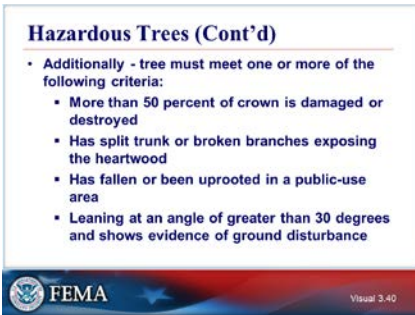 Hazardous Trees (Cont'd)
• Additionally - tree must meet one or more of the
following criteria:
▪ More than 50 percent of crown is damaged or
destroyed
▪ Has split trunk or broken branches exposing
the heartwood
▪ Has fallen or been uprooted in a public-use
area
▪ Leaning at an angle of greater than 30 degrees
and shows evidence of ground disturbance
FEMA
Visual 3.40